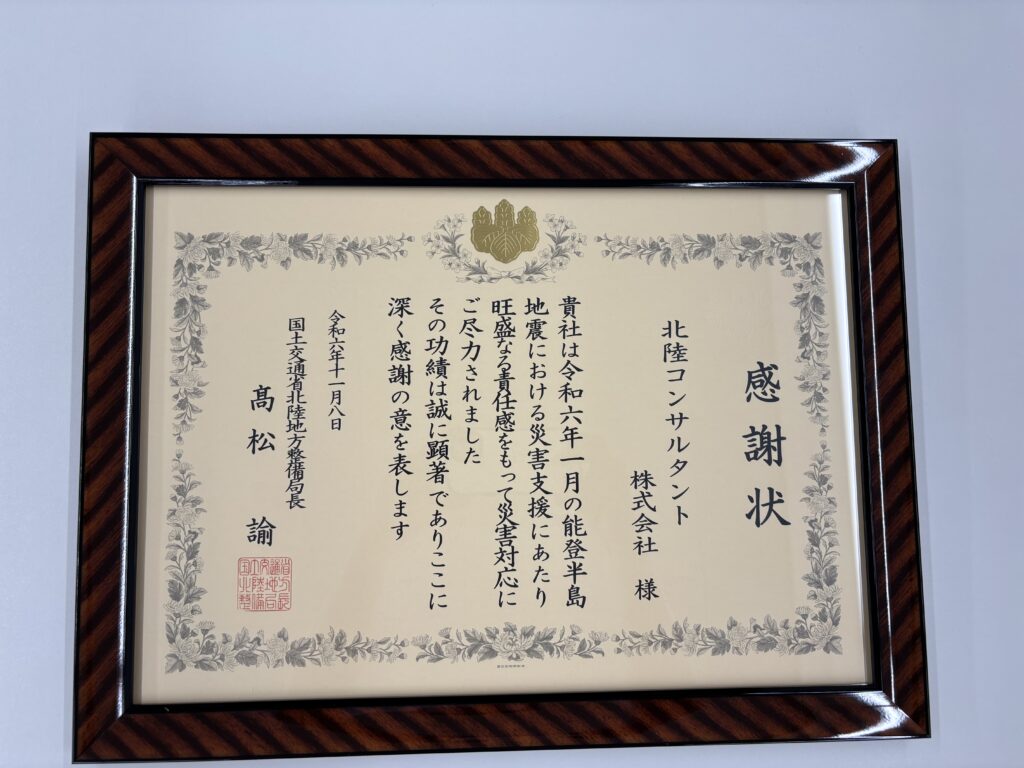 感謝状
北陸コンサルタント
株式会社 様
貴社は令和六年一月の能登半島
地震における災害支援にあたり
旺盛なる責任感をもって災害対応に
ご尽力されました
その功績は誠に顕著でありここに
深く感謝の意を表します
令和六年十一月八日
国土交通省北陸地方整備局長
髙松 諭